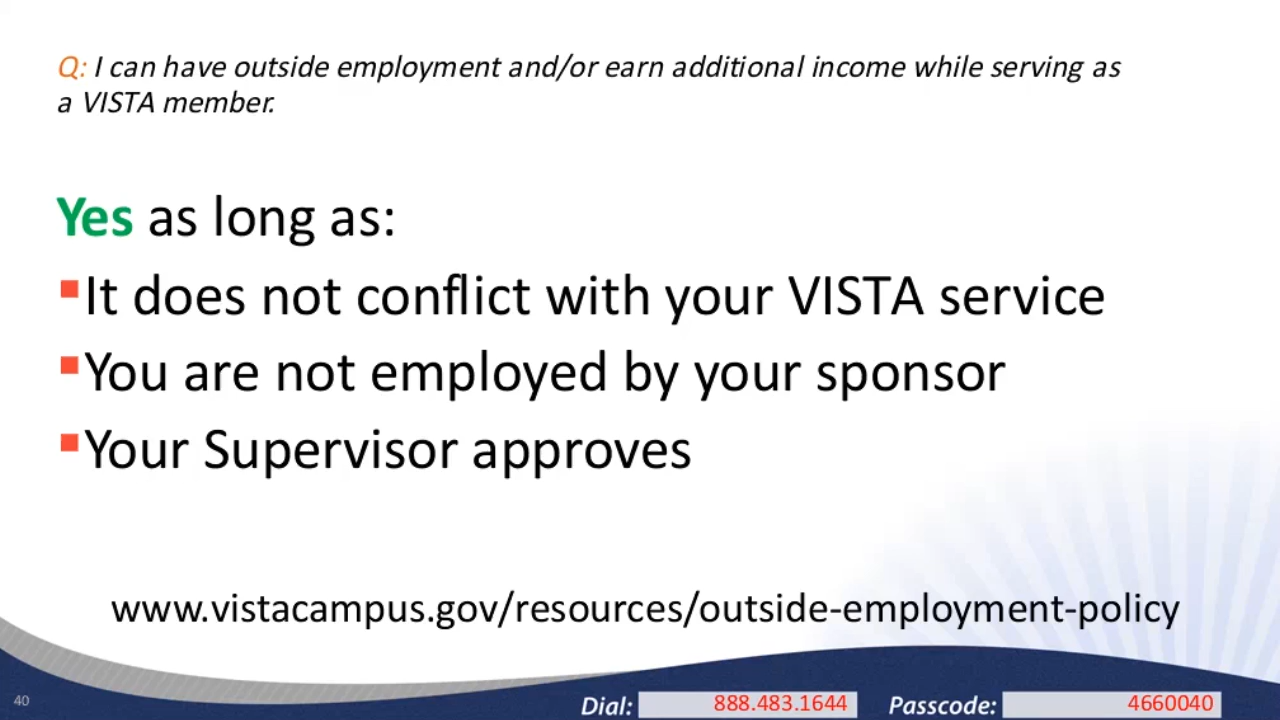 Q: I can have outside employment and/or earn additional income while serving as
a VISTA member.
Yes as long as:
▪It does not conflict with your VISTA service
▪You are not employed by your sponsor
▪Your Supervisor approves
www.vistacampus.gov/resources/outside-employment-policy
40 Dial: 888.483.1644 Passcode: 4660040